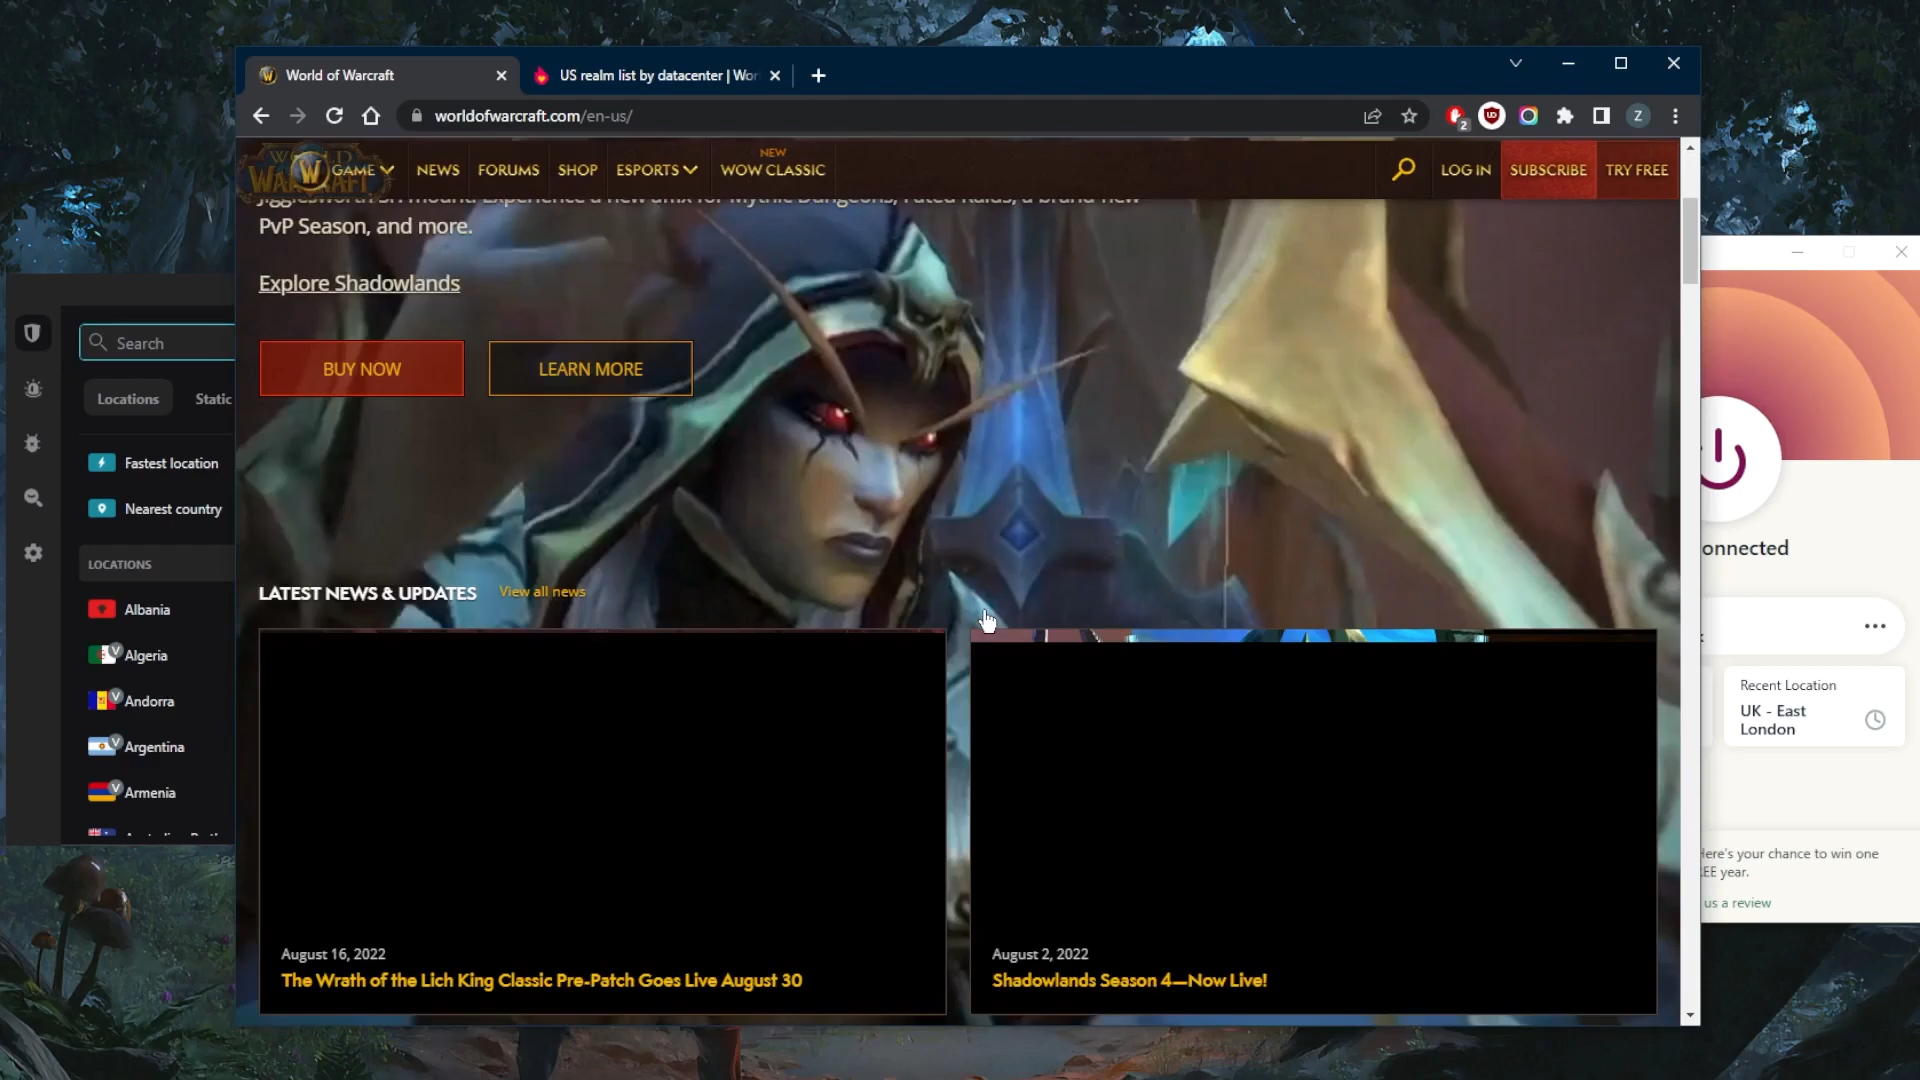 World of Warcraft
US realm list by datacenter | Wor
worldofwarcraft.com/en-us/
2
Z
WORLD
WARCRAFT
W
GAME
NEWS
FORUMS
SHOP
ESPORTS
NEW
WOW CLASSIC
LOG IN
SUBSCRIBE
TRY FREE
PvP Season, and more.
Explore Shadowlands
BUY NOW
LEARN MORE
LATEST NEWS & UPDATES
View all news
August 16, 2022
The Wrath of the Lich King Classic Pre-Patch Goes Live August 30
August 2, 2022
Shadowlands Season 4—Now Live!
Search
Locations
Static
Fastest location
Nearest country
LOCATIONS
Albania
V
Algeria
V
Andorra
V
Argentina
V
Armenia
onnected
Recent Location
UK - East
London
Here's your chance to win one
EE year.
us a review